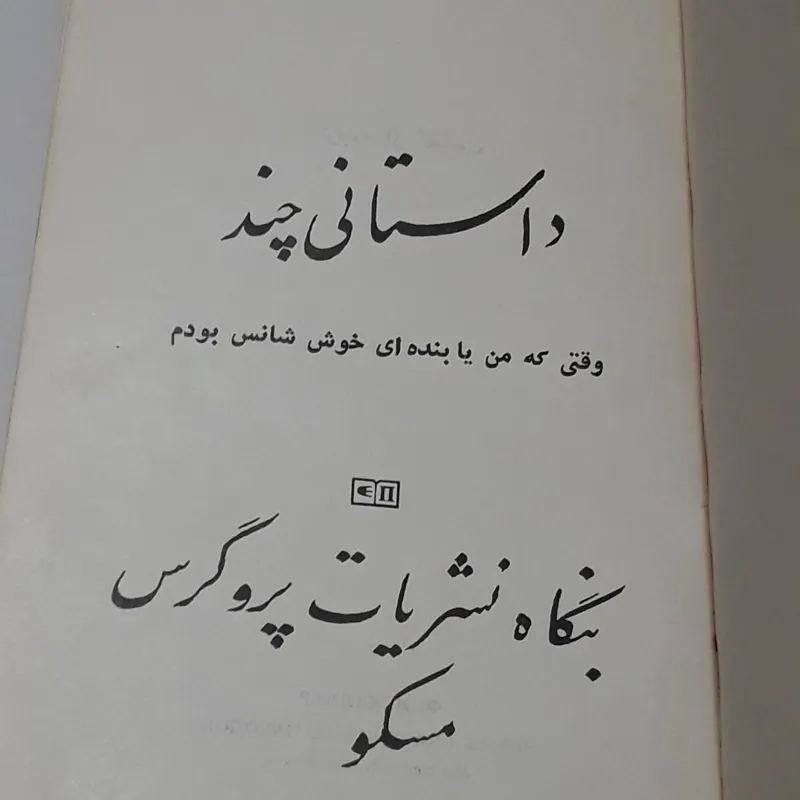 داستانی چند
وقتی که من یا بنده ای خوش شانس بودم
بنگاه نشریات پروگرس
مسکو